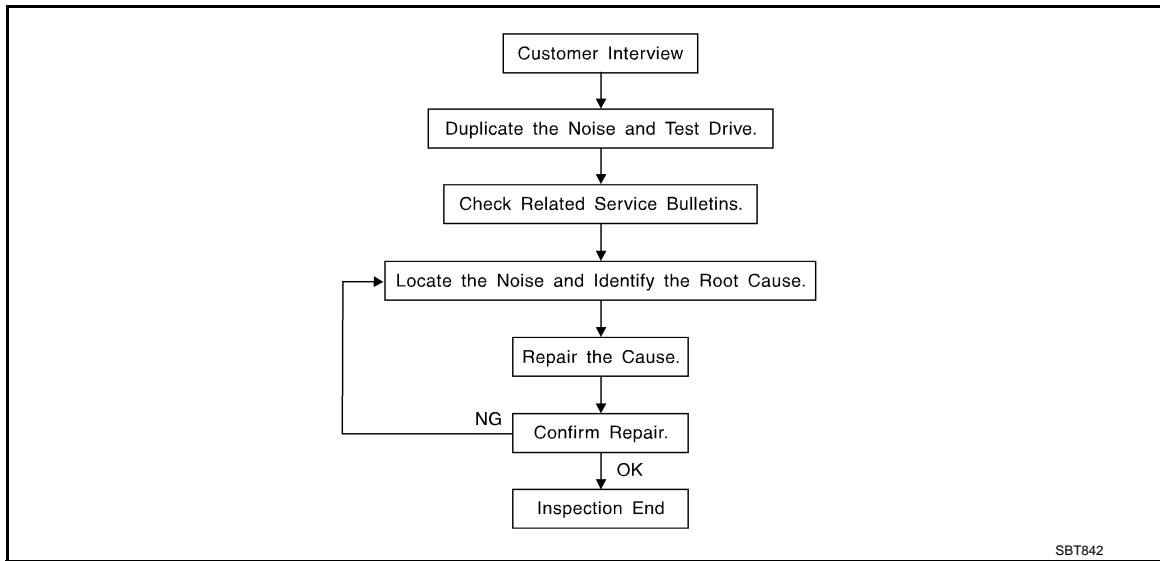 Customer Interview
Duplicate the Noise and Test Drive.
Check Related Service Bulletins.
Locate the Noise and Identify the Root Cause.
Repair the Cause.
NG
Confirm Repair.
OK
Inspection End
SBT842